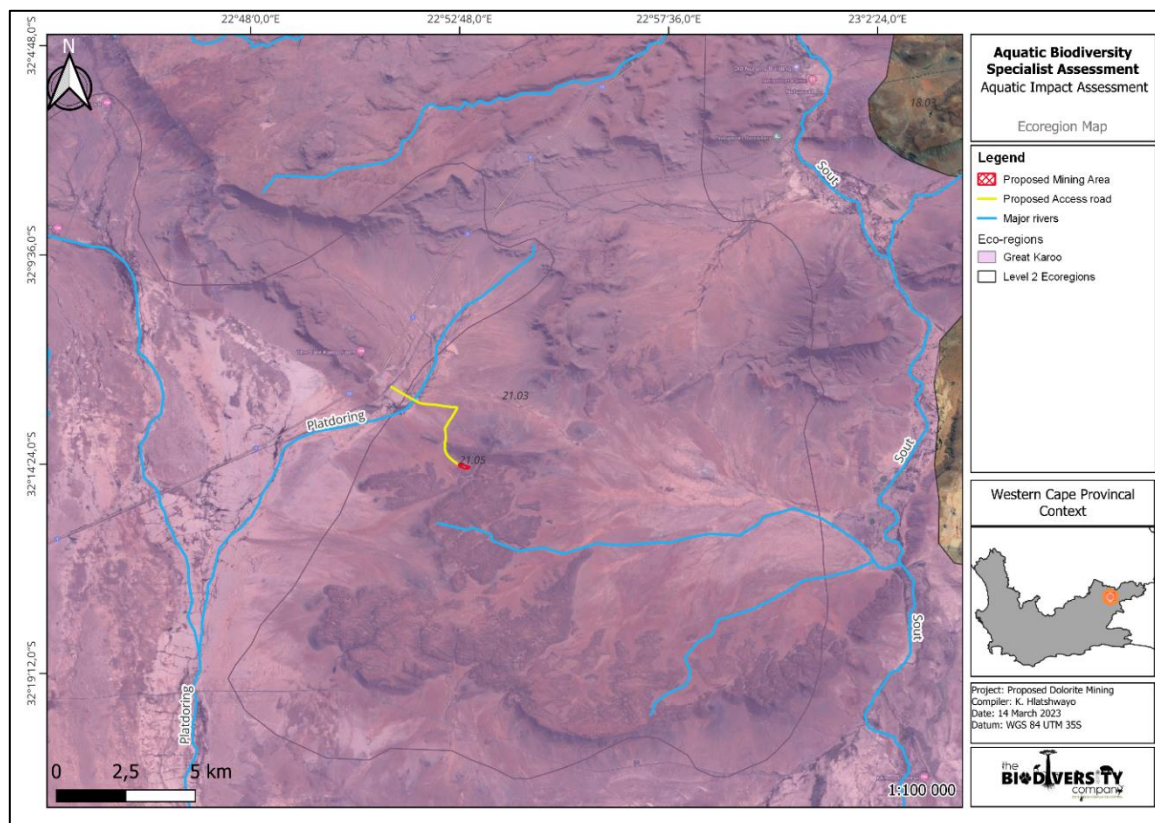 22°48'0,0"E
22°52'48,0"E
22°57'36,0"E
23°2'24,0"E
32°4'48,0"S
32°9'36,0"S
32°14'24,0"S
32°19'12,0"S
N
18.03
Sout
21.03
Platdoring
21.05
Sout
Sout
Platdoring
0 2,5 5 km
1:100 000
Aquatic Biodversity
Specialist Assessment
Aquatic Impact Assessment
Ecoregion Map
Legend
Proposed Mining Area
Proposed Access road
Major rivers
Eco-regions
Great Karoo
Level 2 Ecoregions
Western Cape Provincal
Context
Project: Proposed Dolorite Mining
Compiler: K. Hlatshwayo
Date: 14 March 2023
Datum: WGS 84 UTM 35S
the
BIODIVERSITY
company